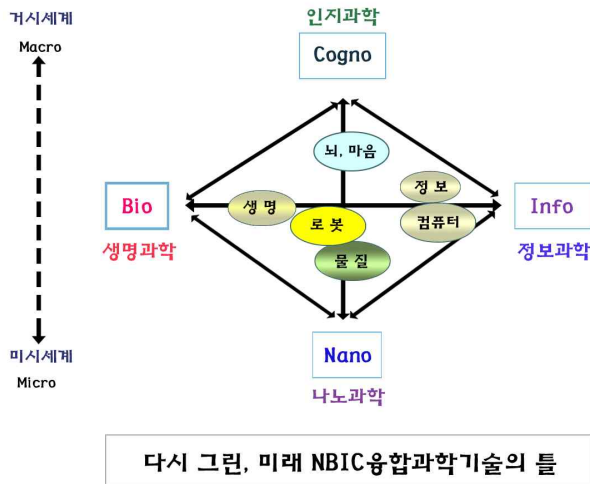 거시세계
Macro
인지과학
Cogno
뇌, 마음
Bio
생명과학
생 명
로 봇
정 보
컴퓨터
Info
정보과학
물 질
미시세계
Micro
Nano
나노과학
다시 그린, 미래 NBIC융합과학기술의 틀